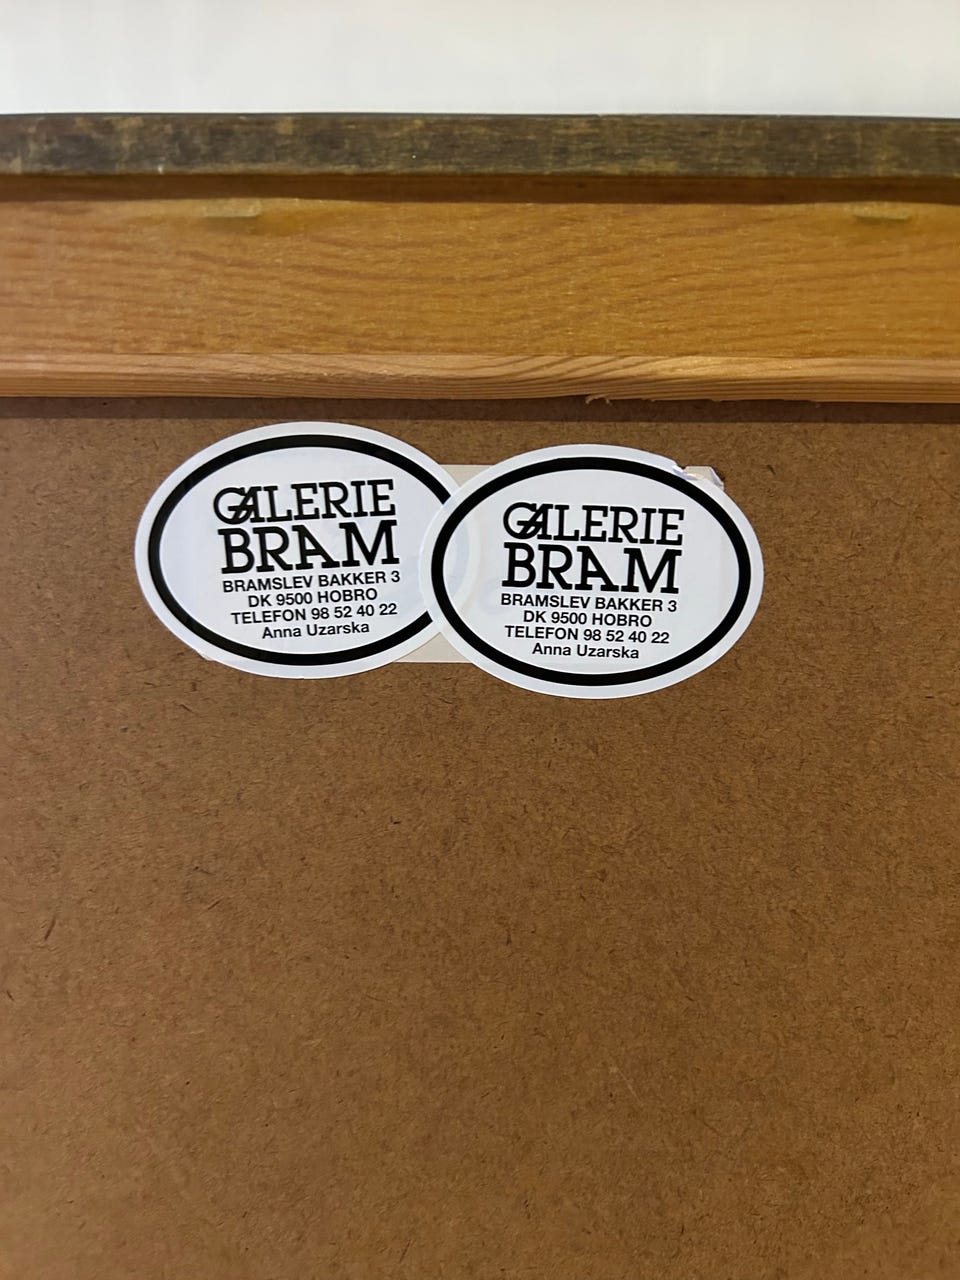 GALERIE
BRAM
BRAMSLEV BAKKER 3
DK 9500 HOBRO
TELEFON 98 52 40 22
Anna Uzarska
GALERIE
BRAM
BRAMSLEV BAKKER 3
DK 9500 HOBRO
TELEFON 98 52 40 22
Anna Uzarska